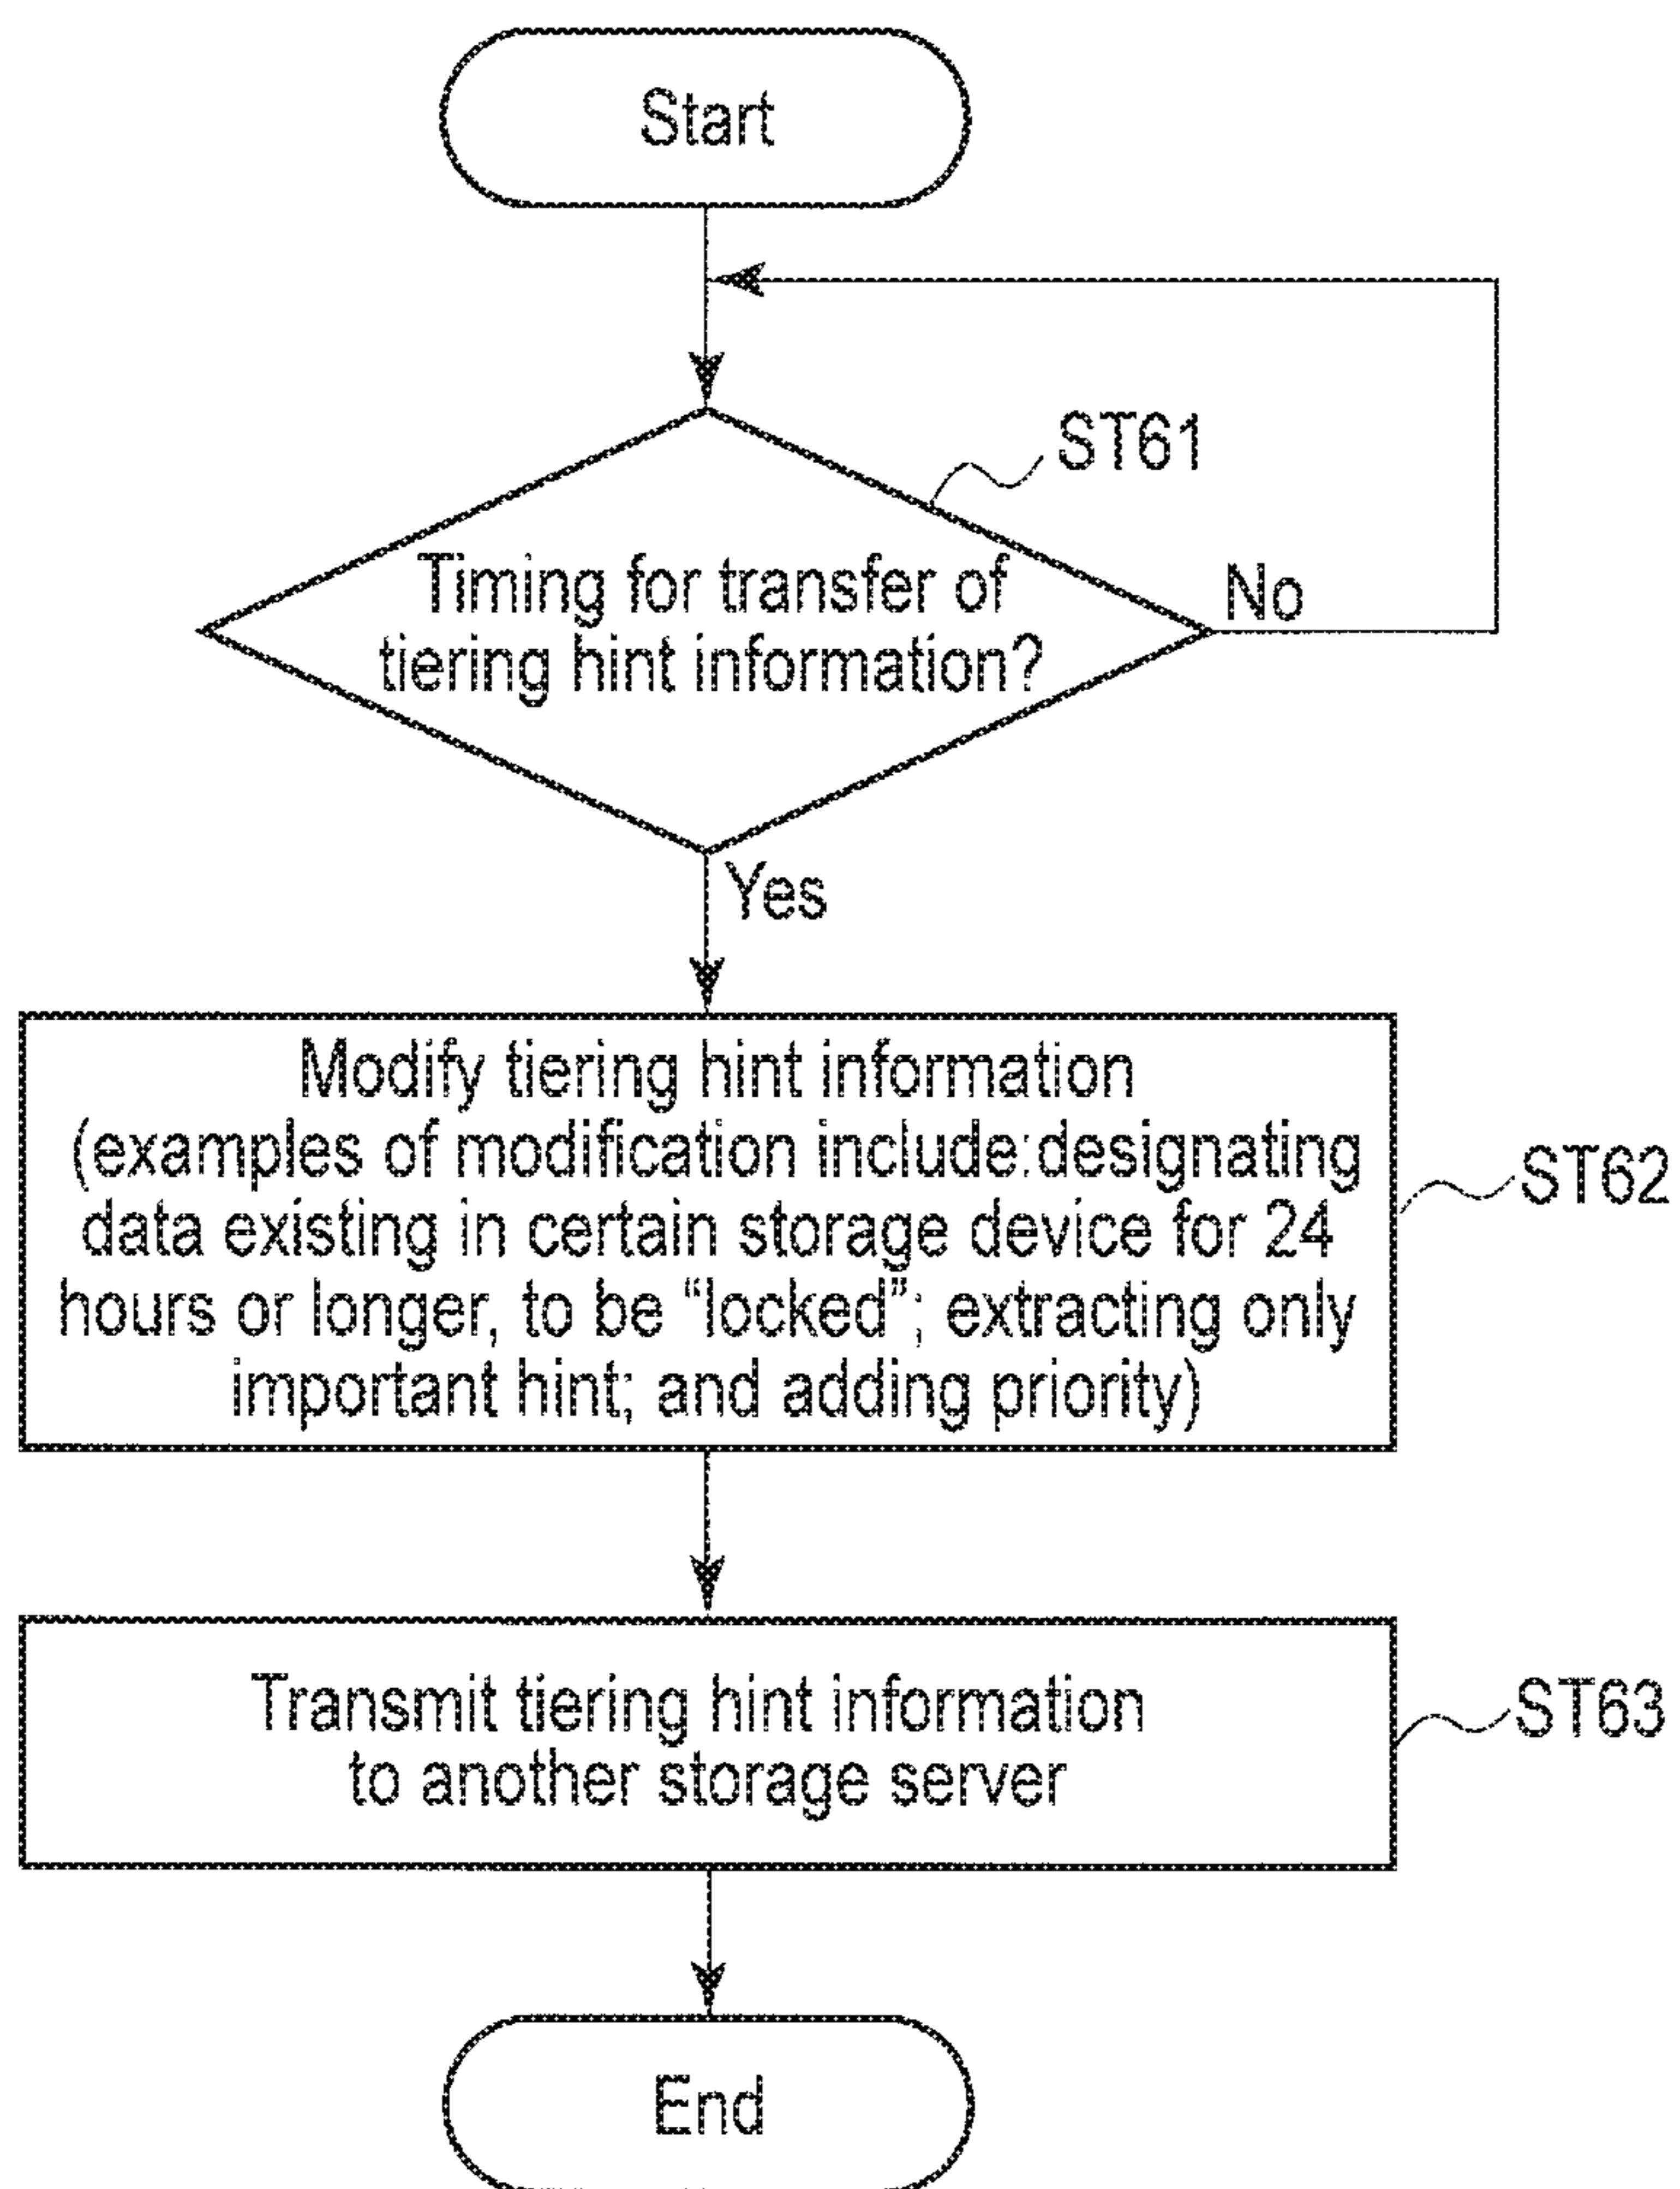 Start
ST61
Timing for transfer of
tiering hint information?
No
Yes
Modify tiering hint information
(examples of modification include:designating
data existing in certain storage device for 24
hours or longer, to be “locked”; extracting only
important hint; and adding priority)
ST62
Transmit tiering hint information
to another storage server
ST63
End